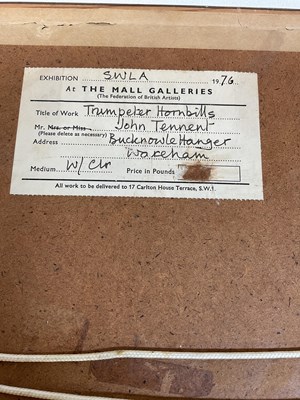 EXHIBITION SWLA 1976
At THE MALL GALLERIES
(The Federation of British Artists)
Title of Work Trumpeter Hornbills
Mr. Mrs. or Miss John Tennent
(Please delete as necessary)
Address Bucknowle Hanger
Wareham
Medium W/Clr Price in Pounds
All work to be delivered to 17 Carlton House Terrace, S.W.1.